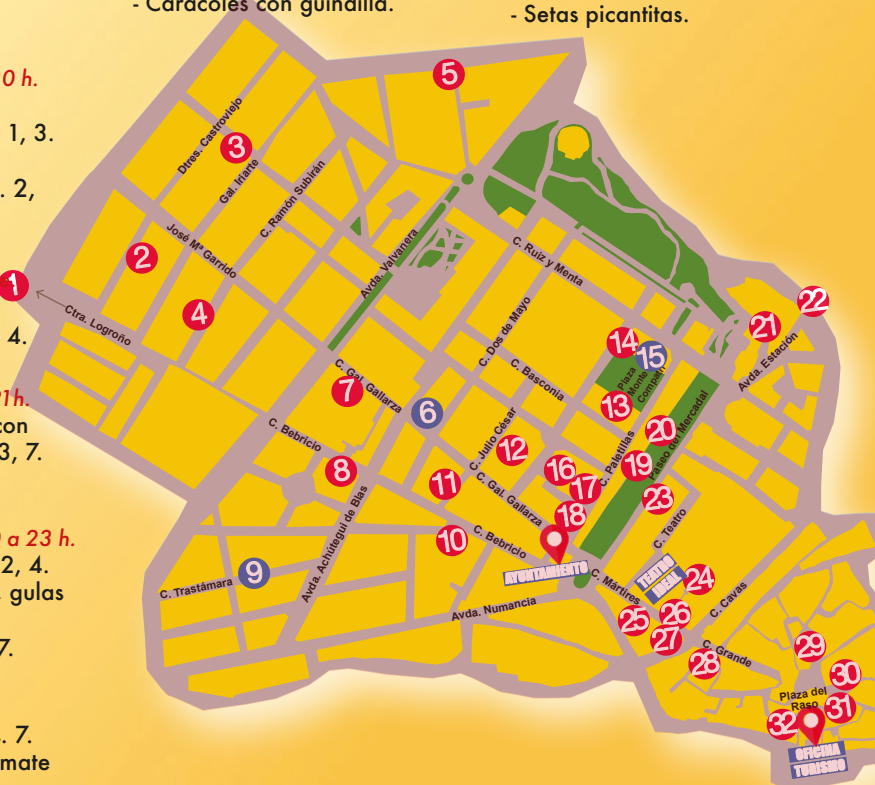 - Caracoles con guindilla.
- Setas picantitas.
0 h.
1, 3.
. 2,
4.
21h.
con
3, 7.
a 23 h.
2, 4.
, gulas
7.
. 7.
mate
5
Dtres. Castroviejo
3
Gal. Iriarte
C. Ramón Subirán
José Mª Garrido
2
1
Ctra. Logroño
4
Avda. Valvanera
C. Ruiz y Menta
C. Dos de Mayo
C. Basconia
14
15
Plaza
Monte
Compatri
13
21
22
Avda. Estación
C. Gal. Gallarza
7
6
C. Bebricio
8
C. Julio César
12
11
C. Gal. Gallarza
16
17
18
C. Paletillas
19
20
Paseo del Mercadal
23
C. Teatro
10
C. Bebricio
AYUNTAMIENTO
9
C. Trastámara
Avda. Achútegui de Blas
Avda. Numancia
C. Mártires
TEATRO
IDEAL
24
C. Cavas
25
26
27
28
C. Grande
29
30
Plaza del
Raso
31
32
OFICINA
TURISMO